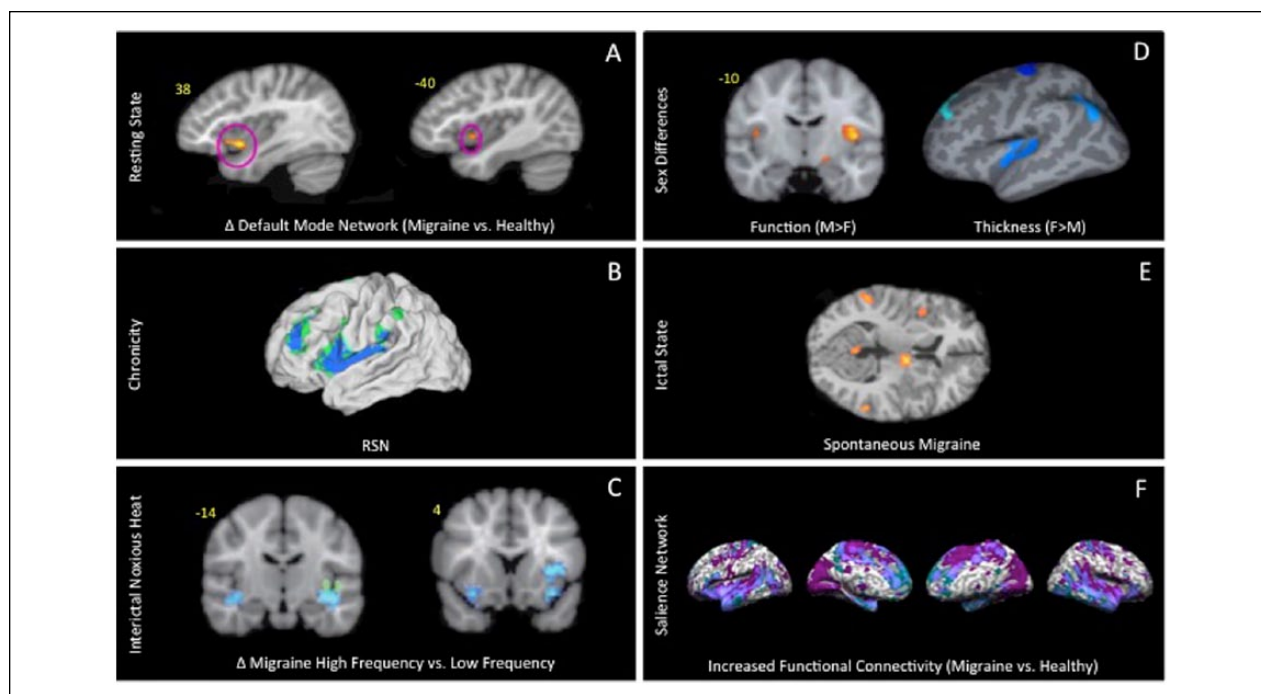 A
Resting State
38
-40
Δ Default Mode Network (Migraine vs. Healthy)
B
Chronicity
RSN
C
Interictal Noxious Heat
-14
4
Δ Migraine High Frequency vs. Low Frequency
D
Sex Differences
-10
Function (M>F)
Thickness (F>M)
E
Ictal State
Spontaneous Migraine
F
Salience Network
Increased Functional Connectivity (Migraine vs. Healthy)